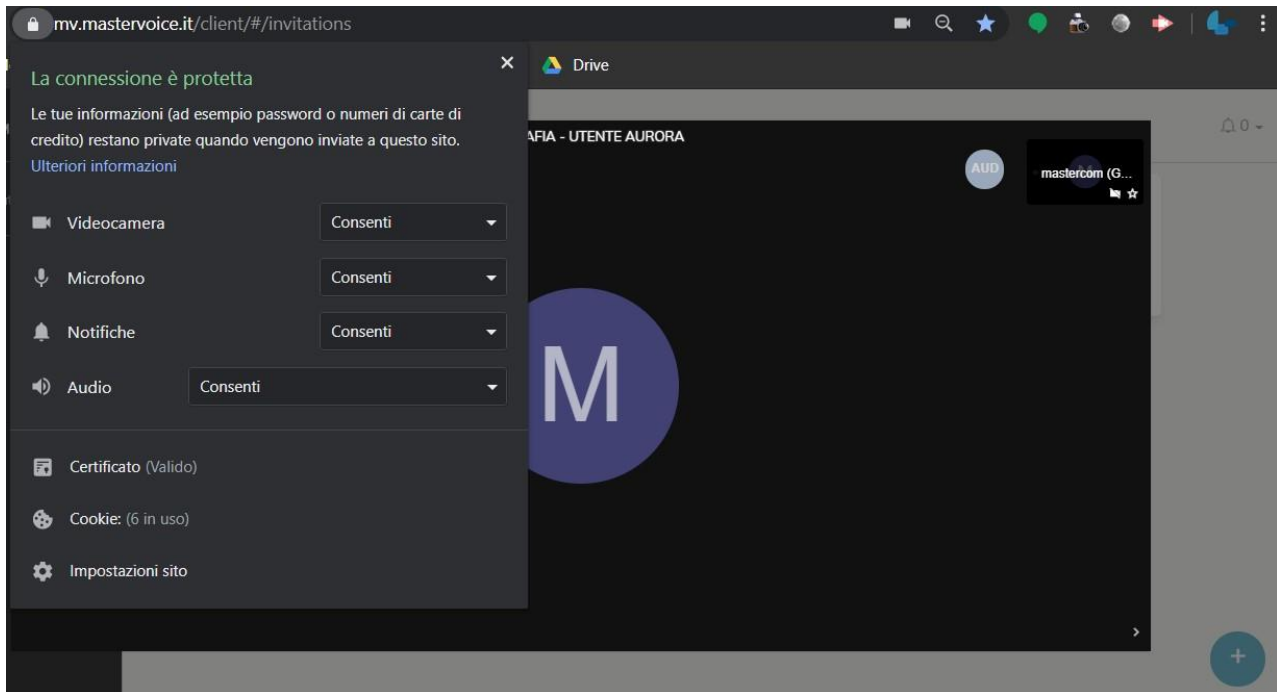 mv.mastervoice.it/client/#/invitations
La connessione è protetta
Le tue informazioni (ad esempio password o numeri di carte di
credito) restano private quando vengono inviate a questo sito.
Ulteriori informazioni
Videocamera Consenti
Microfono Consenti
Notifiche Consenti
Audio Consenti
Certificato (Valido)
Cookie: (6 in uso)
Impostazioni sito
Drive
AFIA - UTENTE AURORA
AUD
mastercom (G...
0
M